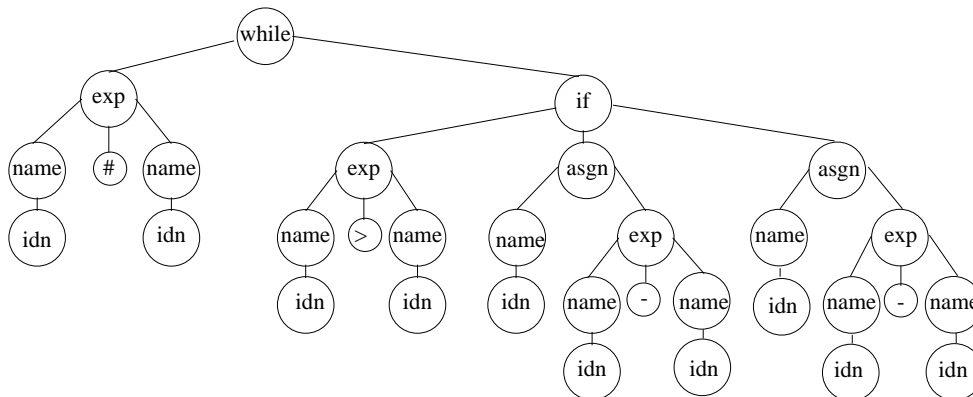 while
exp if
name # name exp asgn asgn
idn idn name > name name exp name exp
idn idn idn name - name idn name - name
idn idn idn idn